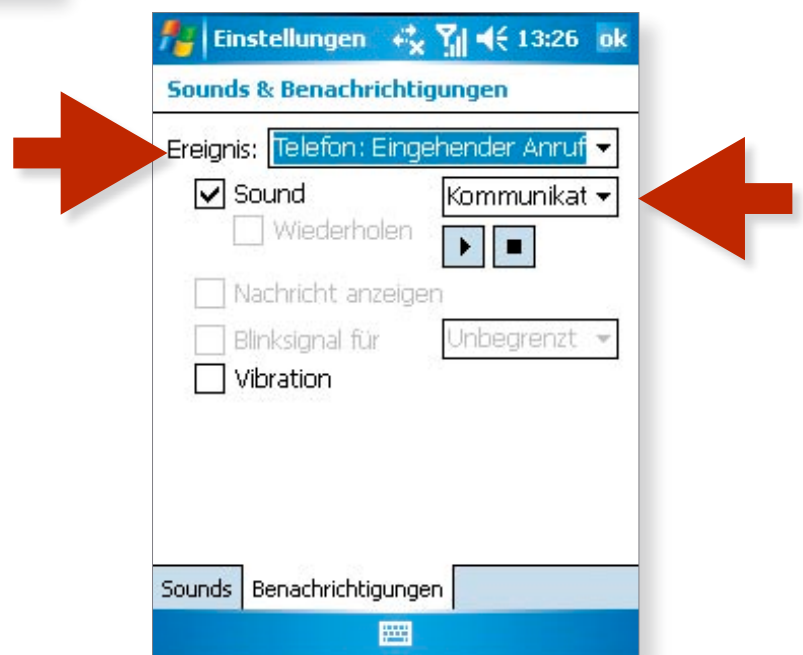 Einstellungen 13:26 ok
Sounds & Benachrichtigungen
Ereignis: Telefon: Eingehender Anruf
Sound Kommunikat
Wiederholen
Nachricht anzeigen
Blinksignal für Unbegrenzt
Vibration
Sounds Benachrichtigungen